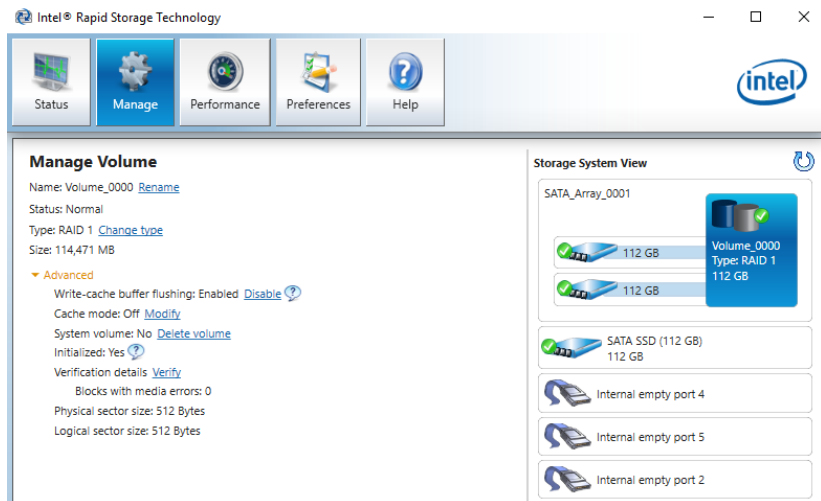 Intel® Rapid Storage Technology
Status
Manage
Performance
Preferences
Help
intel
Manage Volume
Name: Volume_0000 Rename
Status: Normal
Type: RAID 1 Change type
Size: 114,471 MB
Advanced
Write-cache buffer flushing: Enabled Disable ?
Cache mode: Off Modify
System volume: No Delete volume
Initialized: Yes ?
Verification details Verify
Blocks with media errors: 0
Physical sector size: 512 Bytes
Logical sector size: 512 Bytes
Storage System View
SATA_Array_0001
112 GB
112 GB
Volume_0000
Type: RAID 1
112 GB
SATA SSD (112 GB)
112 GB
Internal empty port 4
Internal empty port 5
Internal empty port 2